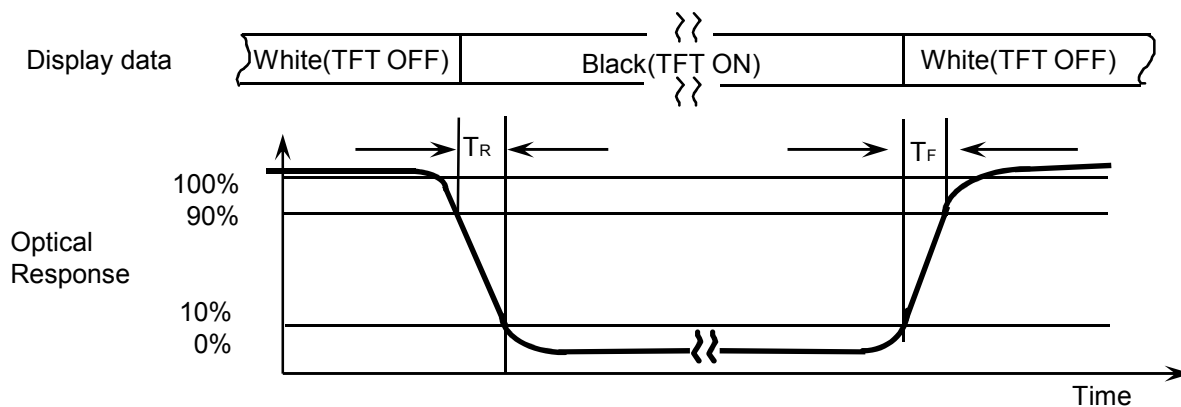 Display data
White(TFT OFF)
Black(TFT ON)
White(TFT OFF)
TR
TF
100%
90%
Optical
Response
10%
0%
Time